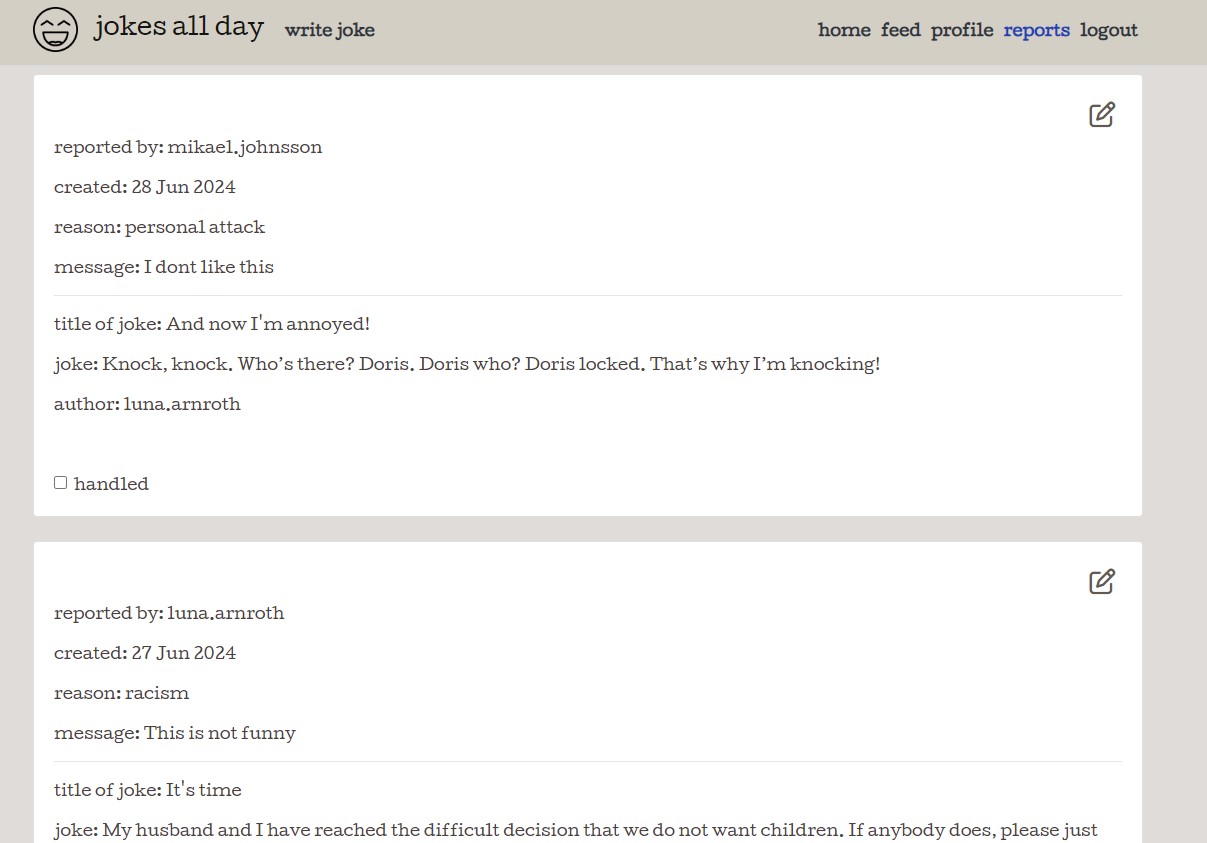 jokes all day write joke home feed profile reports logout
reported by: mikael.johnsson
created: 28 Jun 2024
reason: personal attack
message: I dont like this
title of joke: And now I'm annoyed!
joke: Knock, knock. Who’s there? Doris. Doris who? Doris locked. That’s why I’m knocking!
author: luna.arnroth
handled
reported by: luna.arnroth
created: 27 Jun 2024
reason: racism
message: This is not funny
title of joke: It's time
joke: My husband and I have reached the difficult decision that we do not want children. If anybody does, please just